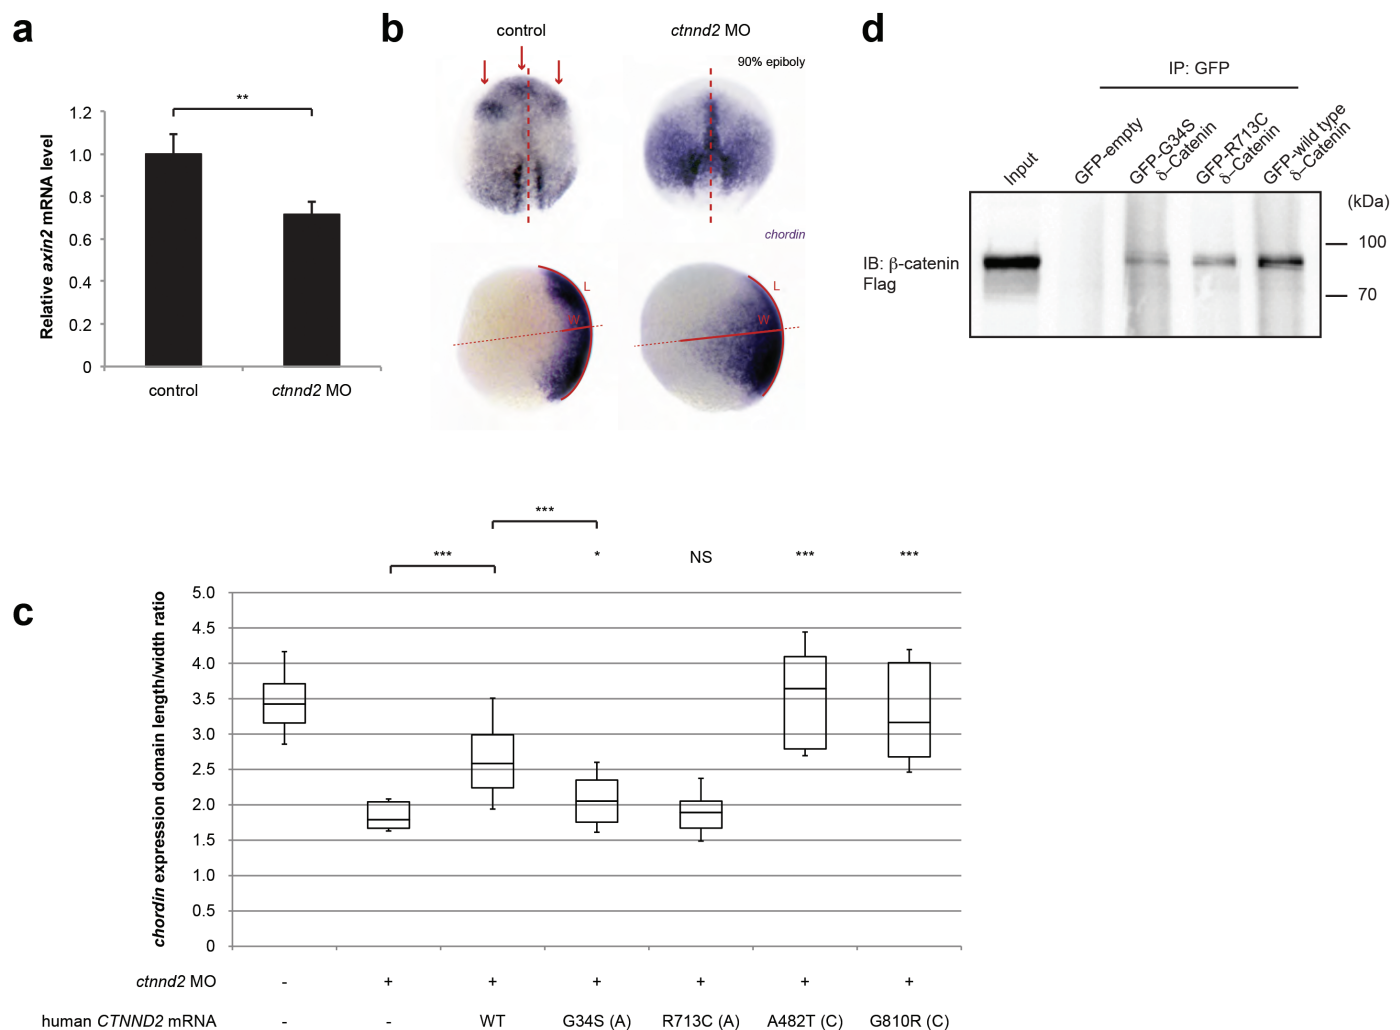 a
**
1.2
1.0
0.8
0.6
0.4
0.2
0
Relative axin2 mRNA level
control
ctnnd2 MO
b
control
ctnnd2 MO
90% epiboly
chordin
L
W
L
W
d
IP: GFP
Input
GFP-empty
GFP-G34S
δ–Catenin
GFP-R713C
δ–Catenin
GFP-wild type
δ–Catenin
(kDa)
100
70
IB: β-catenin
Flag
c
***
***
*
NS
***
***
5.0
4.5
4.0
3.5
3.0
2.5
2.0
1.5
1.0
0.5
0
chordin expression domain length/width ratio
ctnnd2 MO - + + + + + +
human CTNND2 mRNA - - WT G34S (A) R713C (A) A482T (C) G810R (C)